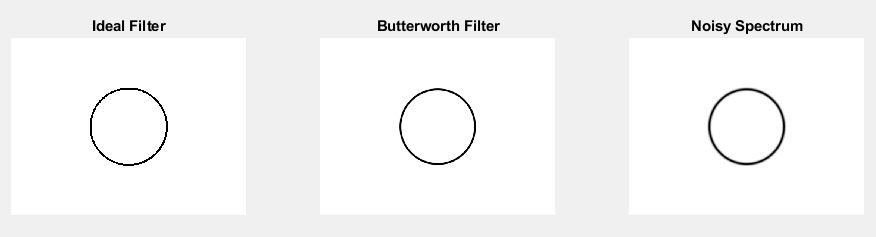 Ideal Filter
Butterworth Filter
Noisy Spectrum